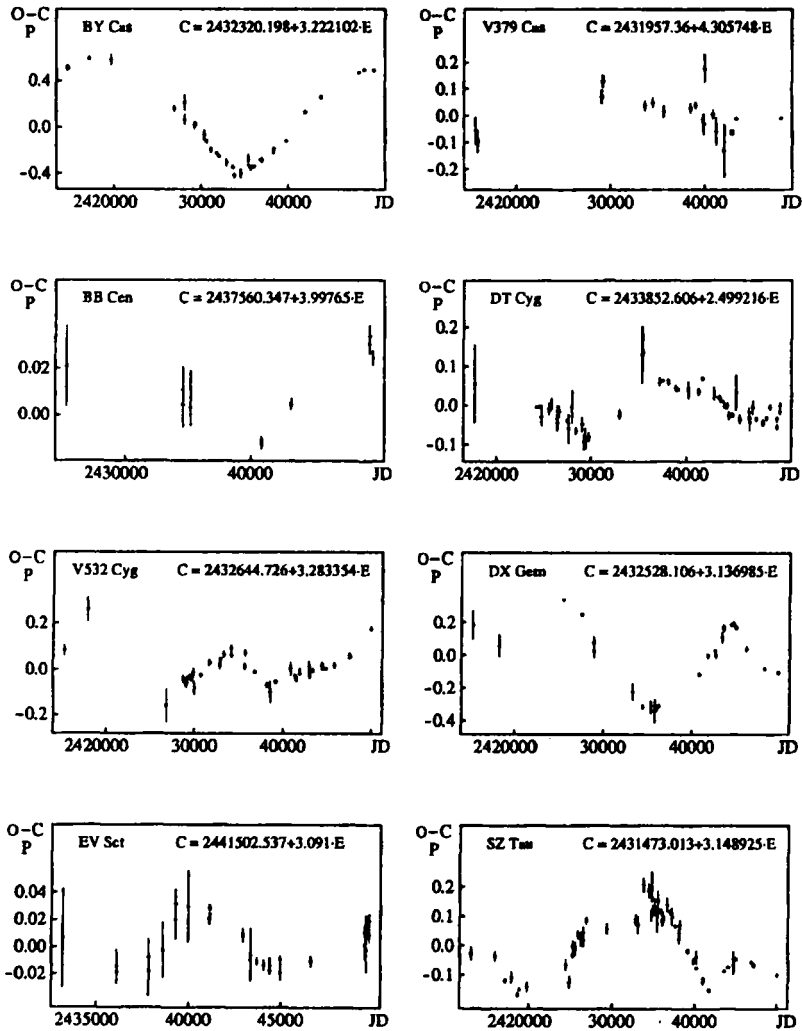 O–C
P
BY Cas C = 2432320.198+3.222102·E
0.4
0.0
−0.4
2420000 30000 40000 JD
O–C
P
V379 Cas C = 2431957.36+4.305748·E
0.2
0.1
0.0
−0.1
−0.2
2420000 30000 40000 JD
O–C
P
BB Cen C = 2437560.347+3.99765·E
0.02
0.00
2430000 40000 JD
O–C
P
DT Cyg C = 2433852.606+2.499216·E
0.2
0.1
0.0
−0.1
2420000 30000 40000 JD
O–C
P
V532 Cyg C = 2432644.726+3.283354·E
0.2
0.0
−0.2
2420000 30000 40000 JD
O–C
P
DX Gem C = 2432528.106+3.136985·E
0.2
0.0
−0.2
−0.4
2420000 30000 40000 JD
O–C
P
EV Sct C = 2441502.537+3.091·E
0.04
0.02
0.00
−0.02
2435000 40000 45000 JD
O–C
P
SZ Tau C = 2431473.013+3.148925·E
0.2
0.1
0.0
−0.1
2420000 30000 40000 JD